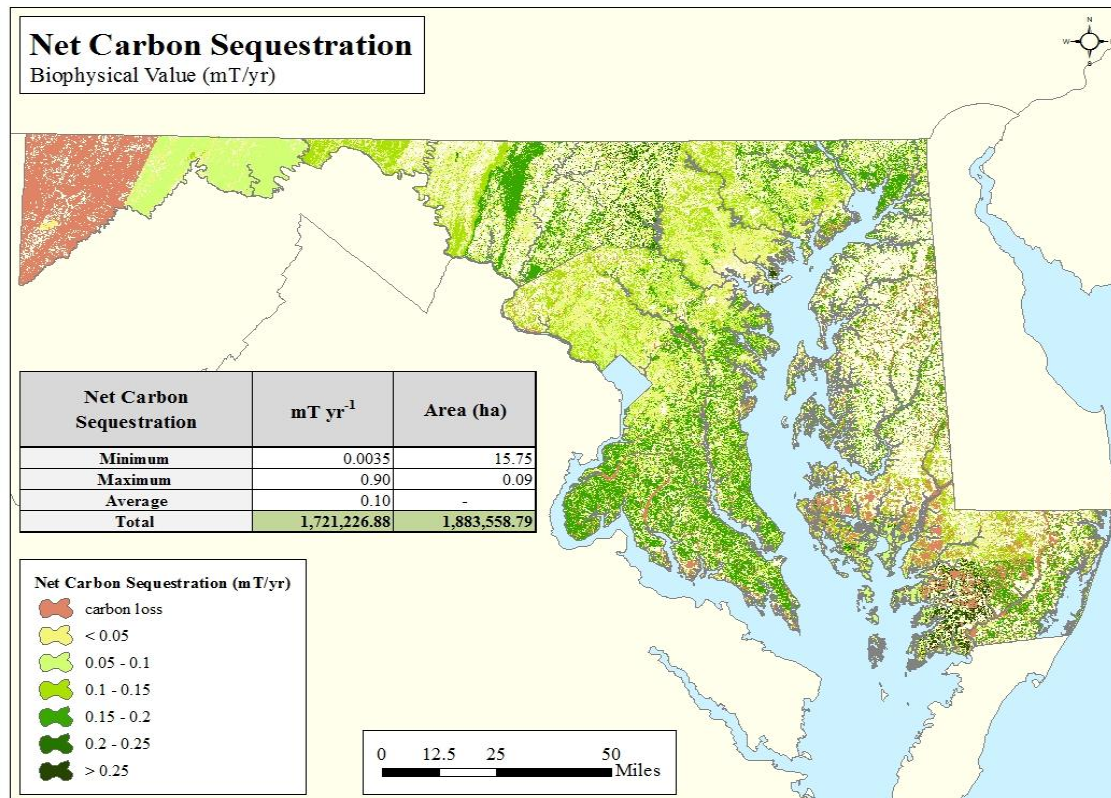 Net Carbon Sequestration
Biophysical Value (mT/yr)
N
W
S
Net Carbon
Sequestration
mT yr-1
Area (ha)
Minimum 0.0035 15.75
Maximum 0.90 0.09
Average 0.10 -
Total 1,721,226.88 1,883,558.79
Net Carbon Sequestration (mT/yr)
carbon loss
< 0.05
0.05 - 0.1
0.1 - 0.15
0.15 - 0.2
0.2 - 0.25
> 0.25
0 12.5 25 50
Miles